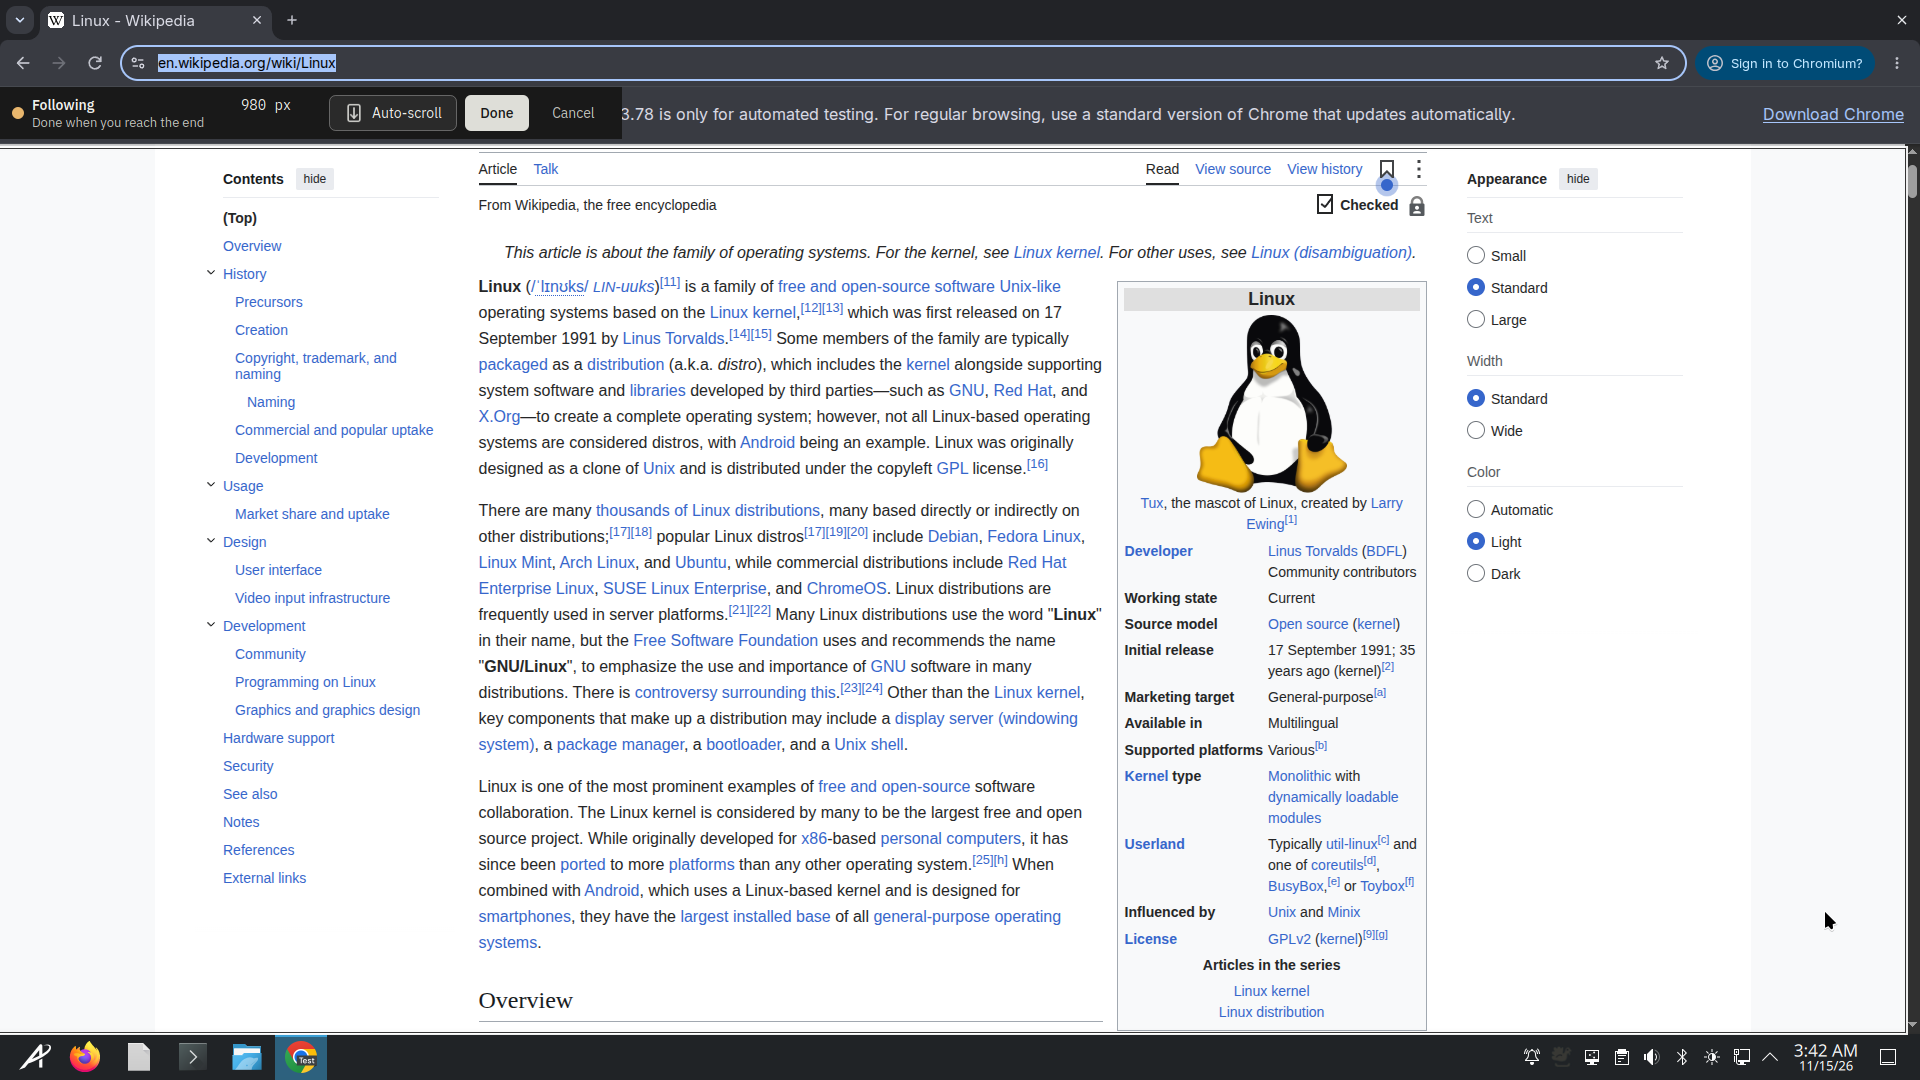 Linux - Wikipedia
en.wikipedia.org/wiki/Linux
Sign in to Chromium?
Following
Done when you reach the end
980 px
Auto-scroll
Done
Cancel
3.78 is only for automated testing. For regular browsing, use a standard version of Chrome that updates automatically.
Download Chrome
Contents
hide
(Top)
Overview
History
Precursors
Creation
Copyright, trademark, and
naming
Naming
Commercial and popular uptake
Development
Usage
Market share and uptake
Design
User interface
Video input infrastructure
Development
Community
Programming on Linux
Graphics and graphics design
Hardware support
Security
See also
Notes
References
External links
Article
Talk
Read
View source
View history
From Wikipedia, the free encyclopedia
Checked
This article is about the family of operating systems. For the kernel, see Linux kernel. For other uses, see Linux (disambiguation).
Linux (/ˈlɪnʊks/ LIN-uuks)[11] is a family of free and open-source software Unix-like
operating systems based on the Linux kernel,[12][13] which was first released on 17
September 1991 by Linus Torvalds.[14][15] Some members of the family are typically
packaged as a distribution (a.k.a. distro), which includes the kernel alongside supporting
system software and libraries developed by third parties—such as GNU, Red Hat, and
X.Org—to create a complete operating system; however, not all Linux-based operating
systems are considered distros, with Android being an example. Linux was originally
designed as a clone of Unix and is distributed under the copyleft GPL license.[16]
There are many thousands of Linux distributions, many based directly or indirectly on
other distributions;[17][18] popular Linux distros[17][19][20] include Debian, Fedora Linux,
Linux Mint, Arch Linux, and Ubuntu, while commercial distributions include Red Hat
Enterprise Linux, SUSE Linux Enterprise, and ChromeOS. Linux distributions are
frequently used in server platforms.[21][22] Many Linux distributions use the word "Linux"
in their name, but the Free Software Foundation uses and recommends the name
"GNU/Linux", to emphasize the use and importance of GNU software in many
distributions. There is controversy surrounding this.[23][24] Other than the Linux kernel,
key components that make up a distribution may include a display server (windowing
system), a package manager, a bootloader, and a Unix shell.
Linux is one of the most prominent examples of free and open-source software
collaboration. The Linux kernel is considered by many to be the largest free and open
source project. While originally developed for x86-based personal computers, it has
since been ported to more platforms than any other operating system.[25][h] When
combined with Android, which uses a Linux-based kernel and is designed for
smartphones, they have the largest installed base of all general-purpose operating
systems.
Overview
Linux
Tux, the mascot of Linux, created by Larry
Ewing[1]
Developer Linus Torvalds (BDFL)
Community contributors
Working state Current
Source model Open source (kernel)
Initial release 17 September 1991; 35
years ago (kernel)[2]
Marketing target General-purpose[a]
Available in Multilingual
Supported platforms Various[b]
Kernel type Monolithic with
dynamically loadable
modules
Userland Typically util-linux[c] and
one of coreutils[d],
BusyBox,[e] or Toybox[f]
Influenced by Unix and Minix
License GPLv2 (kernel)[9][g]
Articles in the series
Linux kernel
Linux distribution
Appearance
hide
Text
Small
Standard
Large
Width
Standard
Wide
Color
Automatic
Light
Dark
Test
3:42 AM
11/15/26